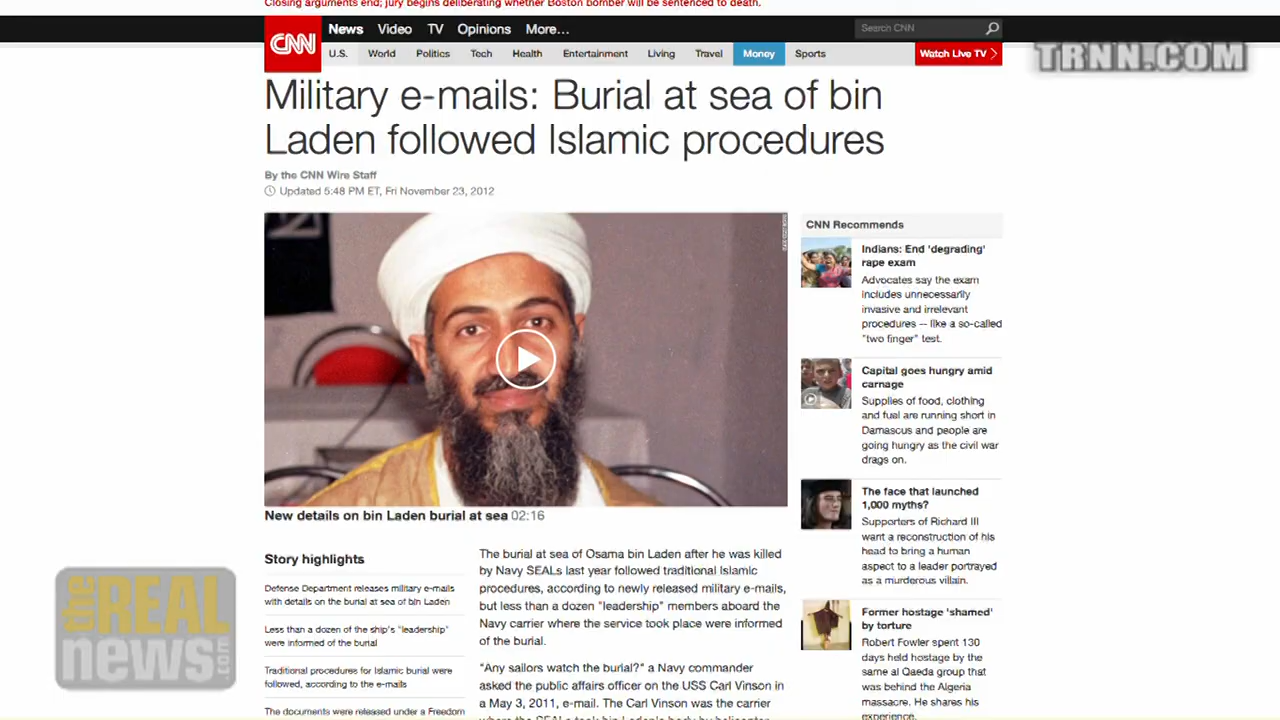 Closing arguments end; jury begins deliberating whether Boston bomber will be sentenced to death.
CNN
News Video TV Opinions More...
Search CNN
U.S. World Politics Tech Health Entertainment Living Travel Money Sports
Watch Live TV
TRNN.COM
Military e-mails: Burial at sea of bin
Laden followed Islamic procedures
By the CNN Wire Staff
Updated 5:48 PM ET, Fri November 23, 2012
New details on bin Laden burial at sea 02:16
Story highlights
Defense Department releases military e-mails
with details on the burial at sea of bin Laden
Less than a dozen of the ship's "leadership"
were informed of the burial
Traditional procedures for Islamic burial were
followed, according to the e-mails
The documents were released under a Freedom
The burial at sea of Osama bin Laden after he was killed
by Navy SEALs last year followed traditional Islamic
procedures, according to newly released military e-mails,
but less than a dozen "leadership" members aboard the
Navy carrier where the service took place were informed
of the burial.
"Any sailors watch the burial?" a Navy commander
asked the public affairs officer on the USS Carl Vinson in
a May 3, 2011, e-mail. The Carl Vinson was the carrier
where the SEALs took bin Laden's body by helicopter
CNN Recommends
Indians: End 'degrading'
rape exam
Advocates say the exam
includes unnecessarily
invasive and irrelevant
procedures -- like a so-called
"two finger" test.
Capital goes hungry amid
carnage
Supplies of food, clothing
and fuel are running short in
Damascus and people are
going hungry as the civil war
drags on.
The face that launched
1,000 myths?
Supporters of Richard III
want a reconstruction of his
head to bring a human
aspect to a leader portrayed
as a murderous villain.
Former hostage 'shamed'
by torture
Robert Fowler spent 130
days held hostage by the
same al Qaeda group that
was behind the Algeria
massacre. He shares his
experience.
the REAL
news.com